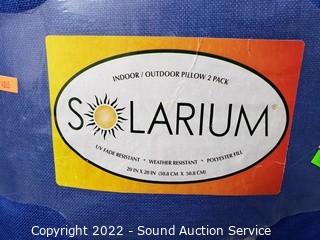 INDOOR / OUTDOOR PILLOW 2 PACK
SOLARIUM
UV FADE RESISTANT • WEATHER RESISTANT • POLYESTER FILL
20 IN X 20 IN (50.8 CM X 50.8 CM)
Copyright 2022 - Sound Auction Service